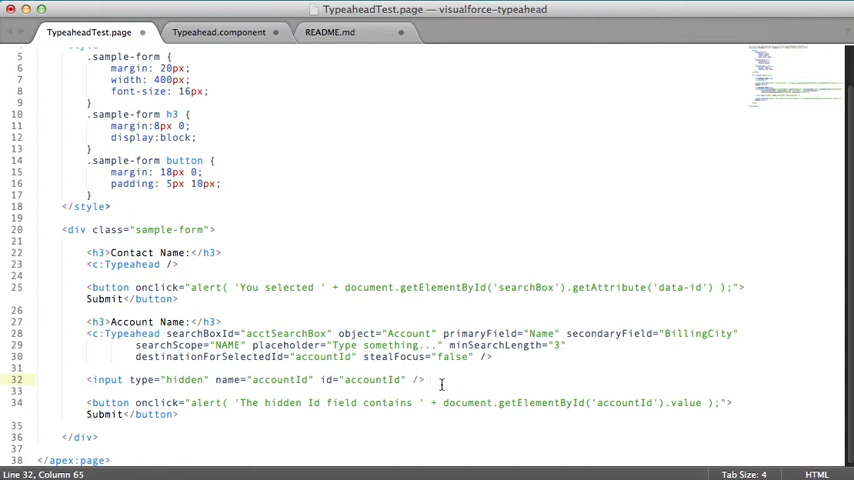 TypeaheadTest.page — visualforce-typeahead
TypeaheadTest.page Typeahead.component README.md
5 .sample-form {
6 margin: 20px;
7 width: 400px;
8 font-size: 16px;
9 }
10 .sample-form h3 {
11 margin:8px 0;
12 display:block;
13 }
14 .sample-form button {
15 margin: 18px 0;
16 padding: 5px 10px;
17 }
18 </style>
19
20 <div class="sample-form">
21
22 <h3>Contact Name:</h3>
23 <c:Typeahead />
24
25 <button onclick="alert( 'You selected ' + document.getElementById('searchBox').getAttribute('data-id') );">
Submit</button>
26
27 <h3>Account Name:</h3>
28 <c:Typeahead searchBoxId="acctSearchBox" object="Account" primaryField="Name" secondaryField="BillingCity"
29 searchScope="NAME" placeholder="Type something..." minSearchLength="3"
30 destinationForSelectedId="accountId" stealFocus="false" />
31
32 <input type="hidden" name="accountId" id="accountId" />
33
34 <button onclick="alert( 'The hidden Id field contains ' + document.getElementById('accountId').value );">
Submit</button>
35
36 </div>
37
38 </apex:page>
Line 32, Column 65 Tab Size: 4 HTML